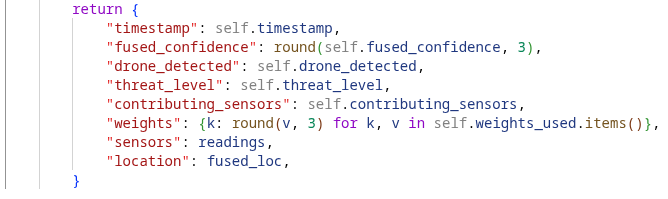 return {
"timestamp": self.timestamp,
"fused_confidence": round(self.fused_confidence, 3),
"drone_detected": self.drone_detected,
"threat_level": self.threat_level,
"contributing_sensors": self.contributing_sensors,
"weights": {k: round(v, 3) for k, v in self.weights_used.items()},
"sensors": readings,
"location": fused_loc,
}